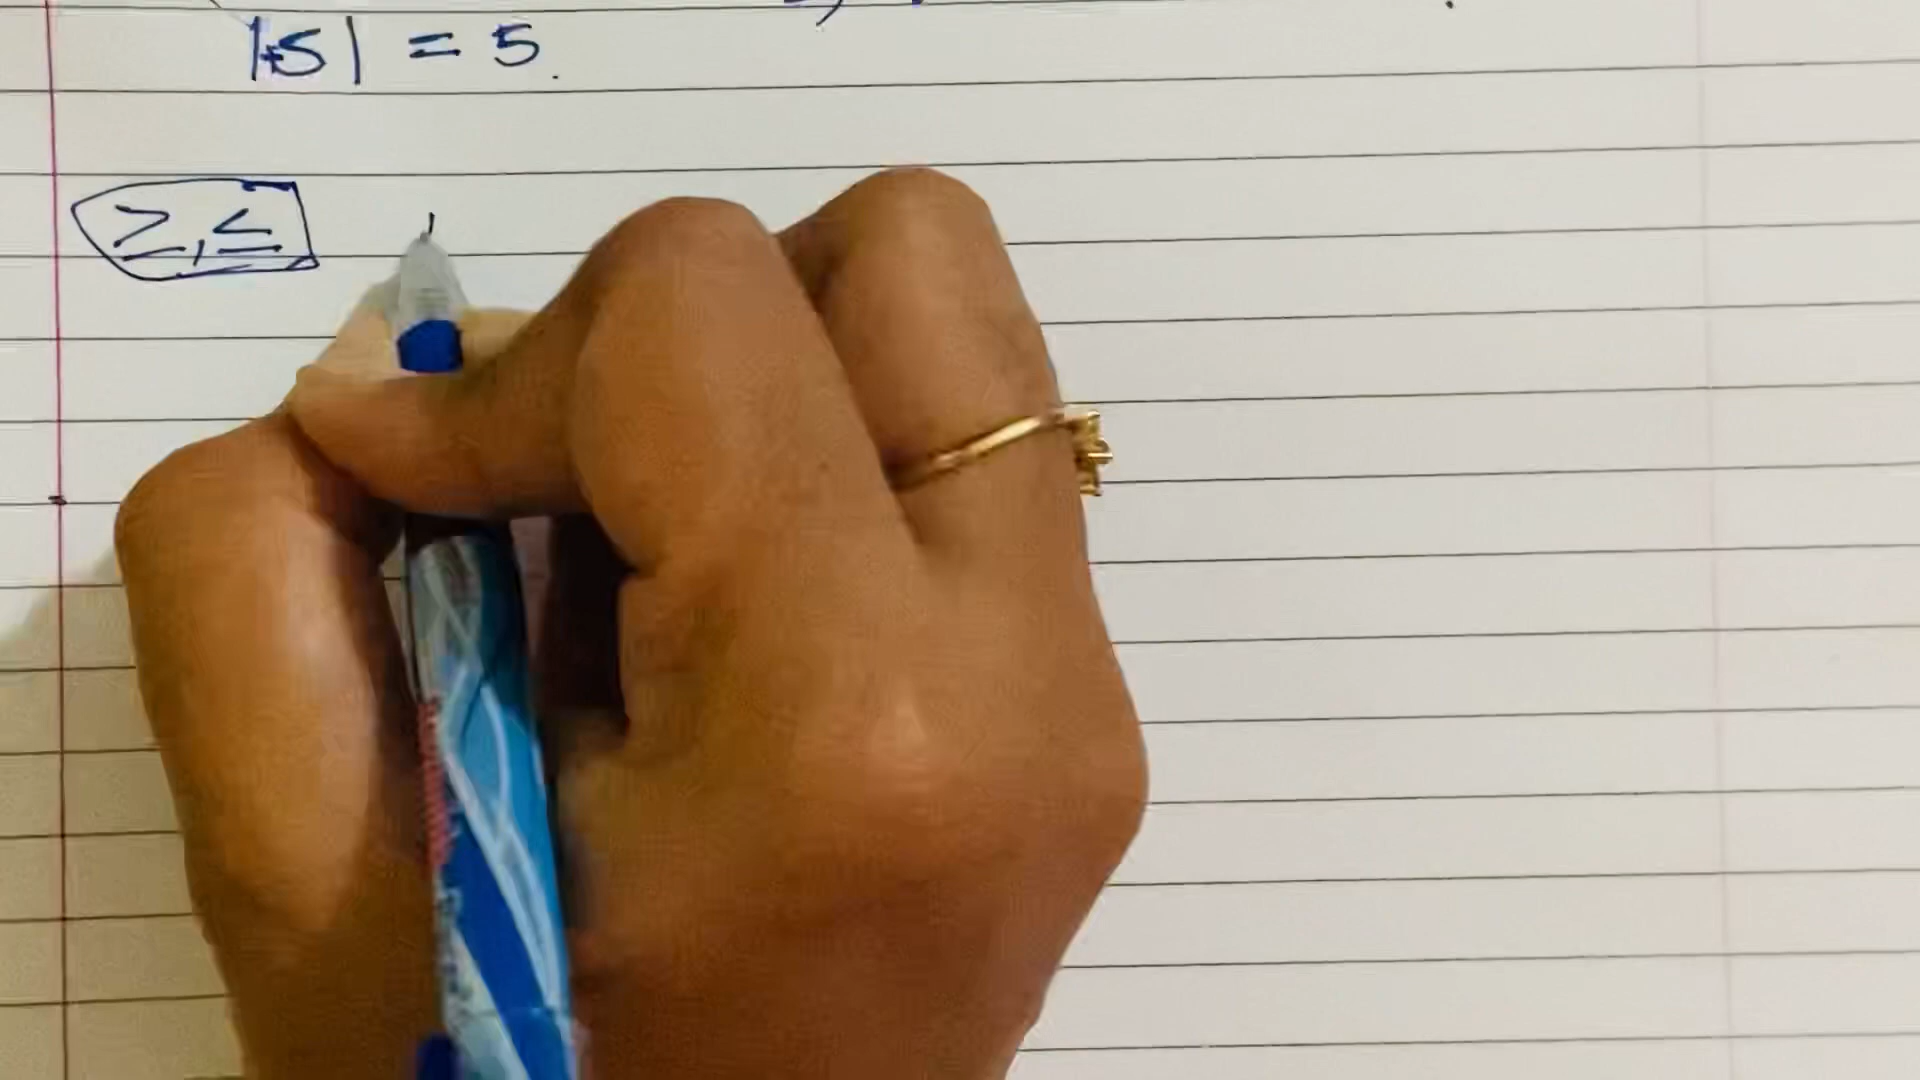 |+5| = 5.
≥, ≤